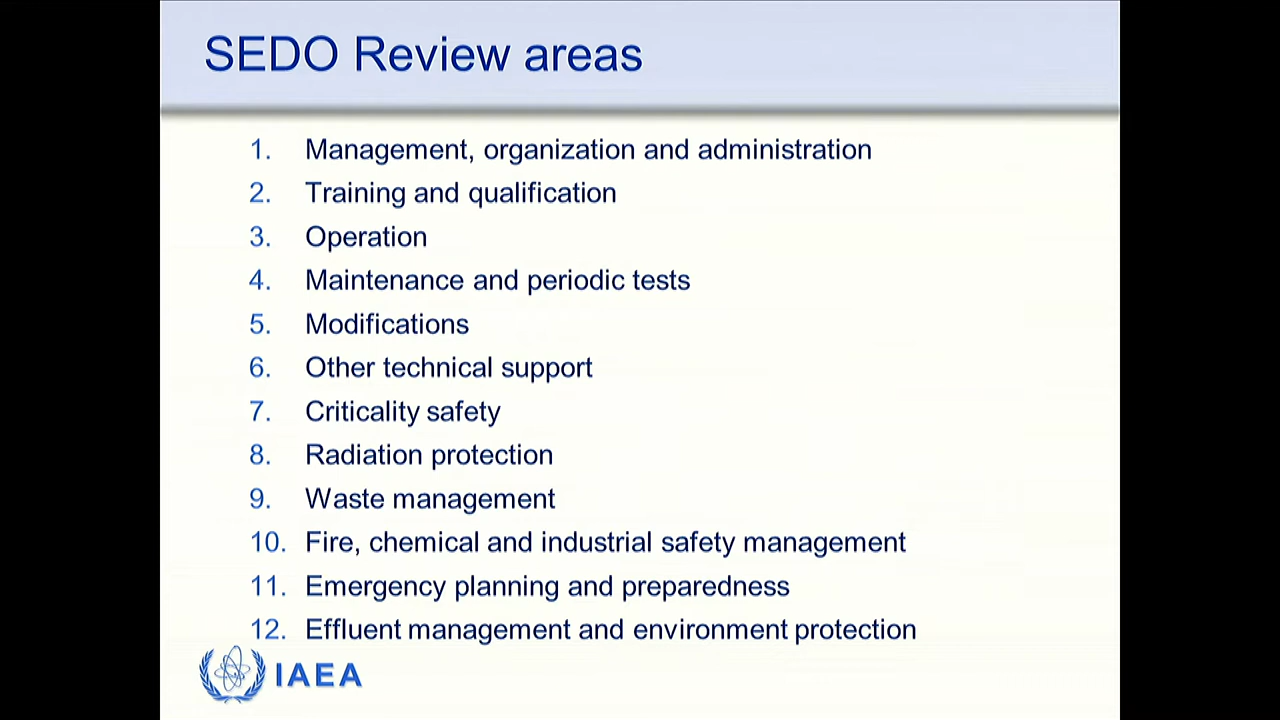 SEDO Review areas
1. Management, organization and administration
2. Training and qualification
3. Operation
4. Maintenance and periodic tests
5. Modifications
6. Other technical support
7. Criticality safety
8. Radiation protection
9. Waste management
10. Fire, chemical and industrial safety management
11. Emergency planning and preparedness
12. Effluent management and environment protection
IAEA